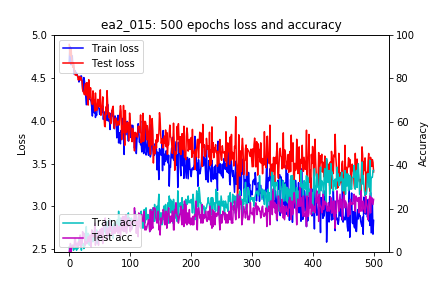 ea2_015: 500 epochs loss and accuracy
5.0
4.5
4.0
3.5
3.0
2.5
Loss
100
80
60
40
20
0
Accuracy
Train loss
Test loss
Train acc
Test acc
0 100 200 300 400 500